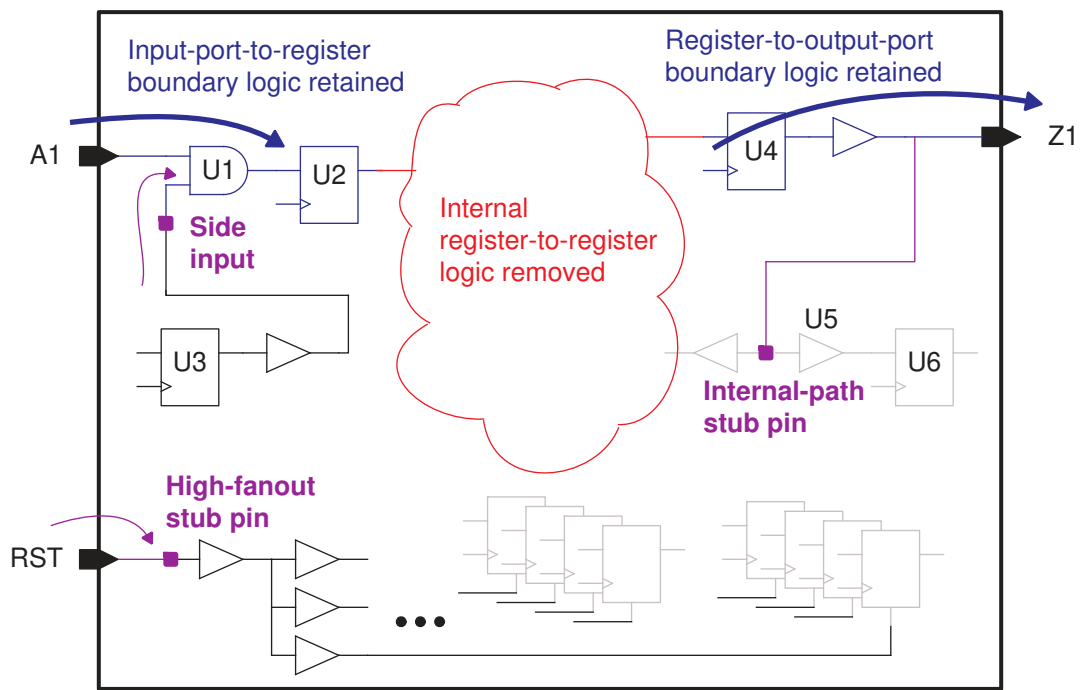 Input-port-to-register
boundary logic retained
Register-to-output-port
boundary logic retained
A1
U1
U2
U4
Z1
Side
input
Internal
register-to-register
logic removed
U3
U5
U6
Internal-path
stub pin
High-fanout
stub pin
RST